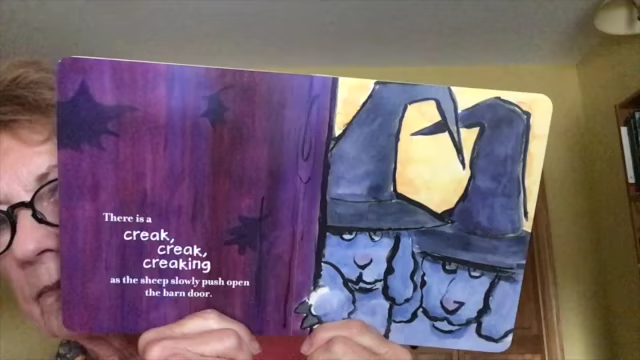 There is a
creak,
creak,
creaking
as the sheep slowly push open
the barn door.